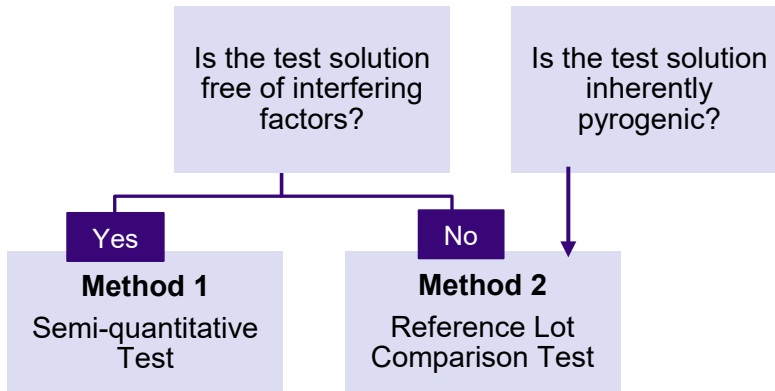 Is the test solution
free of interfering
factors?
Is the test solution
inherently
pyrogenic?
Yes
No
Method 1
Semi-quantitative
Test
Method 2
Reference Lot
Comparison Test